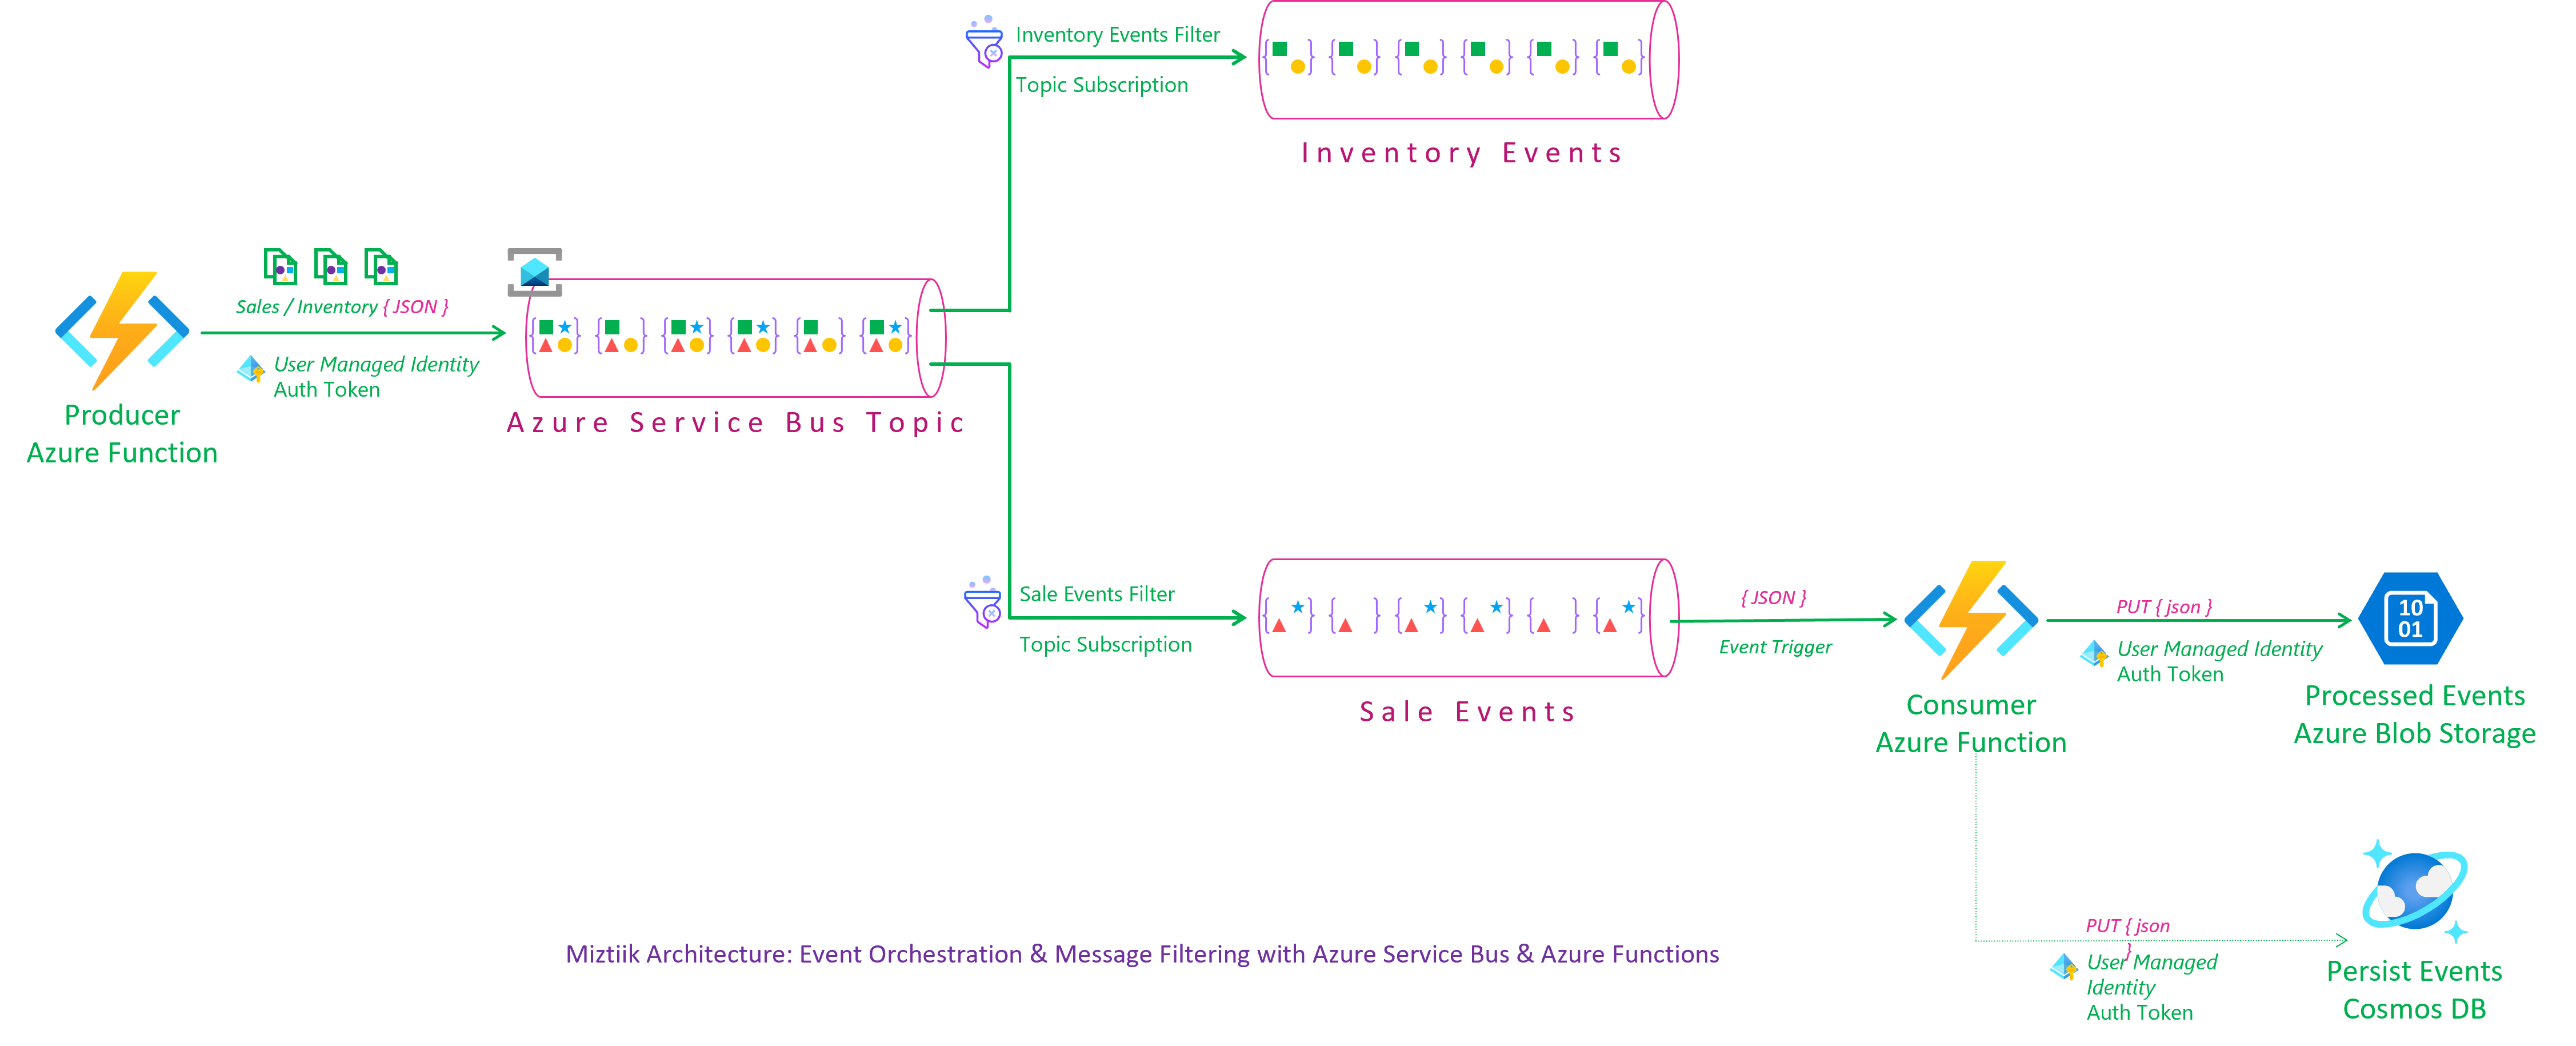 Inventory Events Filter
Topic Subscription
Inventory Events
Sales / Inventory { JSON }
User Managed Identity
Auth Token
Producer
Azure Function
Azure Service Bus Topic
Sale Events Filter
Topic Subscription
Sale Events
{ JSON }
Event Trigger
Consumer
Azure Function
PUT { json }
User Managed Identity
Auth Token
10
01
Processed Events
Azure Blob Storage
PUT { json
}
User Managed
Identity
Auth Token
Persist Events
Cosmos DB
Miztiik Architecture: Event Orchestration & Message Filtering with Azure Service Bus & Azure Functions